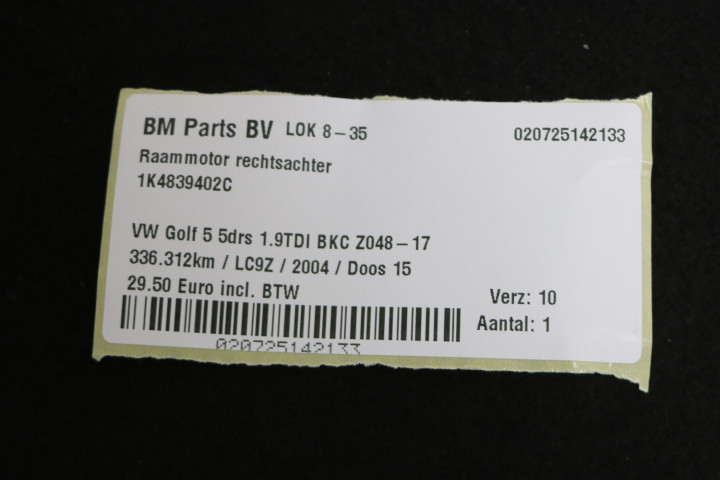 BM Parts BV LOK 8-35 020725142133
Raammotor rechtsachter
1K4839402C
VW Golf 5 5drs 1.9TDI BKC Z048-17
336.312km / LC9Z / 2004 / Doos 15
29.50 Euro incl. BTW
Verz: 10
Aantal: 1
020725142133